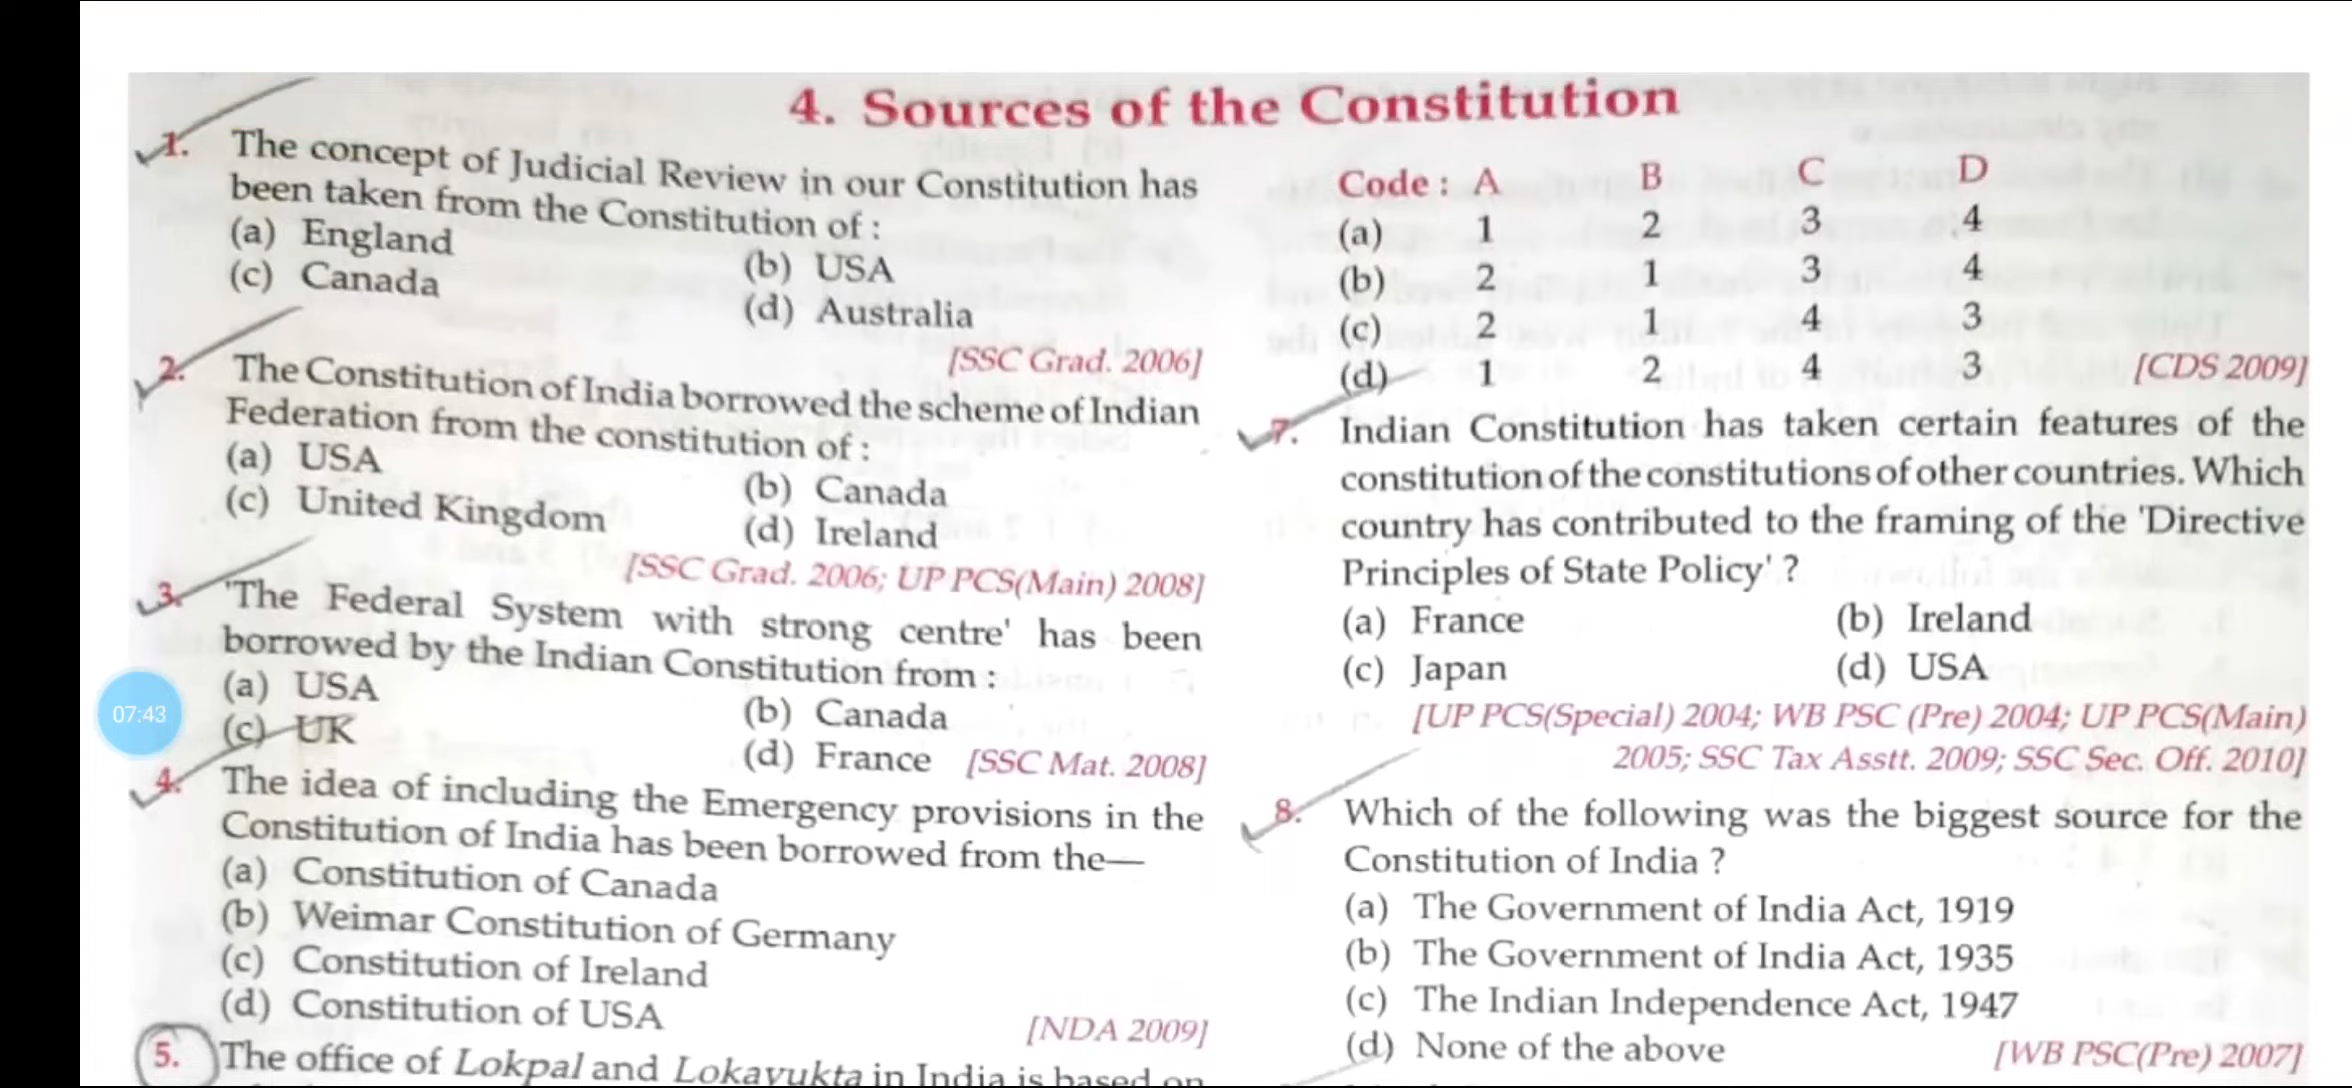 4. Sources of the Constitution
1. The concept of Judicial Review in our Constitution has
been taken from the Constitution of :
(a) England
(b) USA
(c) Canada
(d) Australia
[SSC Grad. 2006]
2. The Constitution of India borrowed the scheme of Indian
Federation from the constitution of :
(a) USA
(b) Canada
(c) United Kingdom
(d) Ireland
[SSC Grad. 2006; UP PCS(Main) 2008]
3. 'The Federal System with strong centre' has been
borrowed by the Indian Constitution from :
(a) USA
(b) Canada
(c) UK
(d) France [SSC Mat. 2008]
4. The idea of including the Emergency provisions in the
Constitution of India has been borrowed from the—
(a) Constitution of Canada
(b) Weimar Constitution of Germany
(c) Constitution of Ireland
(d) Constitution of USA
[NDA 2009]
5. The office of Lokpal and Lokayukta in India is based on
Code : A B C D
(a) 1 2 3 4
(b) 2 1 3 4
(c) 2 1 4 3
(d) 1 2 4 3 [CDS 2009]
7. Indian Constitution has taken certain features of the
constitution of the constitutions of other countries. Which
country has contributed to the framing of the 'Directive
Principles of State Policy' ?
(a) France (b) Ireland
(c) Japan (d) USA
[UP PCS(Special) 2004; WB PSC (Pre) 2004; UP PCS(Main)
2005; SSC Tax Asstt. 2009; SSC Sec. Off. 2010]
8. Which of the following was the biggest source for the
Constitution of India ?
(a) The Government of India Act, 1919
(b) The Government of India Act, 1935
(c) The Indian Independence Act, 1947
(d) None of the above [WB PSC(Pre) 2007]
07:43